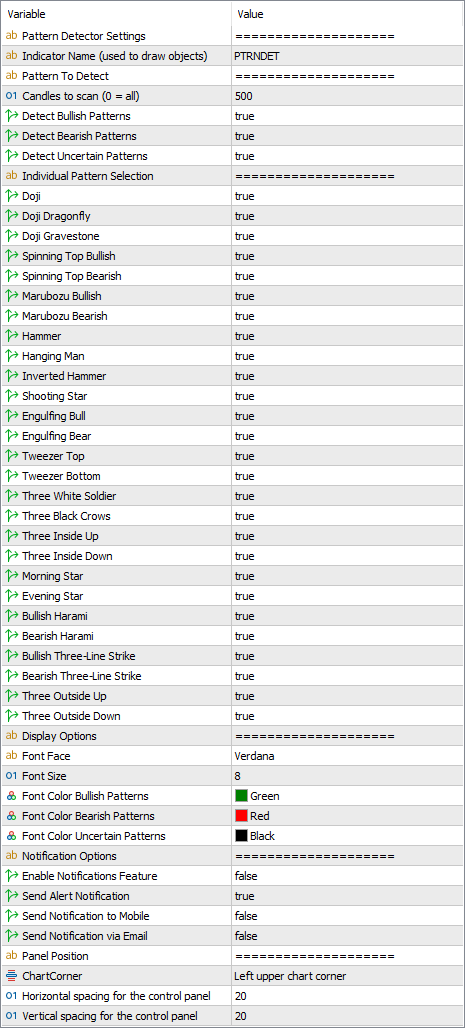 Variable Value
ab Pattern Detector Settings =====================
ab Indicator Name (used to draw objects) PTRNDET
ab Pattern To Detect =====================
01 Candles to scan (0 = all) 500
Detect Bullish Patterns true
Detect Bearish Patterns true
Detect Uncertain Patterns true
ab Individual Pattern Selection =====================
Doji true
Doji Dragonfly true
Doji Gravestone true
Spinning Top Bullish true
Spinning Top Bearish true
Marubozu Bullish true
Marubozu Bearish true
Hammer true
Hanging Man true
Inverted Hammer true
Shooting Star true
Engulfing Bull true
Engulfing Bear true
Tweezer Top true
Tweezer Bottom true
Three White Soldier true
Three Black Crows true
Three Inside Up true
Three Inside Down true
Morning Star true
Evening Star true
Bullish Harami true
Bearish Harami true
Bullish Three-Line Strike true
Bearish Three-Line Strike true
Three Outside Up true
Three Outside Down true
ab Display Options =====================
ab Font Face Verdana
01 Font Size 8
Font Color Bullish Patterns Green
Font Color Bearish Patterns Red
Font Color Uncertain Patterns Black
ab Notification Options =====================
Enable Notifications Feature false
Send Alert Notification true
Send Notification to Mobile false
Send Notification via Email false
ab Panel Position =====================
ChartCorner Left upper chart corner
01 Horizontal spacing for the control panel 20
01 Vertical spacing for the control panel 20